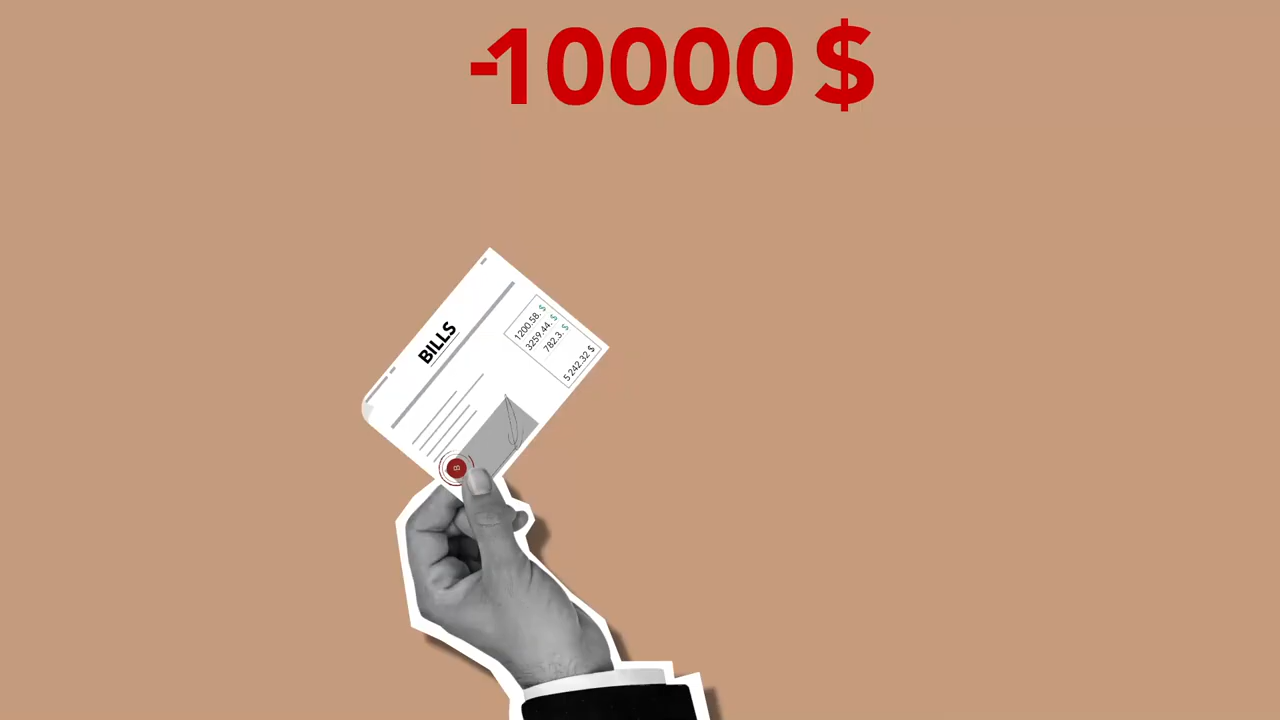 -10000 $
BILLS
1200.58. $
3259.44. $
782.3. $
5 242.32 $
B